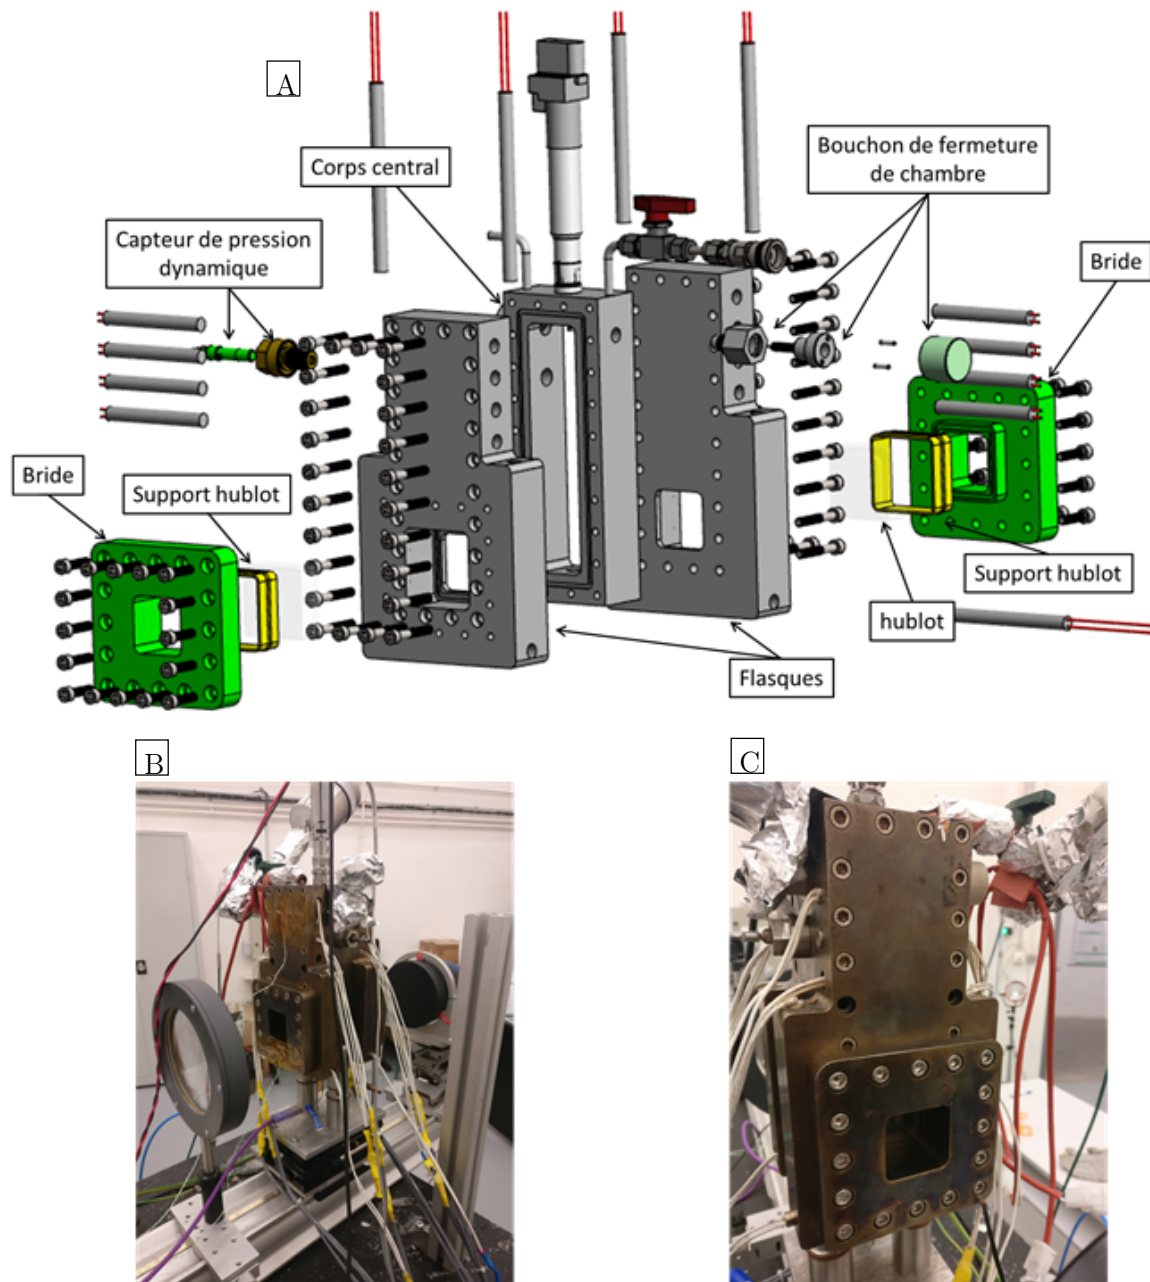 A
Corps central
Bouchon de fermeture
de chambre
Capteur de pression
dynamique
Bride
Bride
Support hublot
Support hublot
hublot
Flasques
B
C